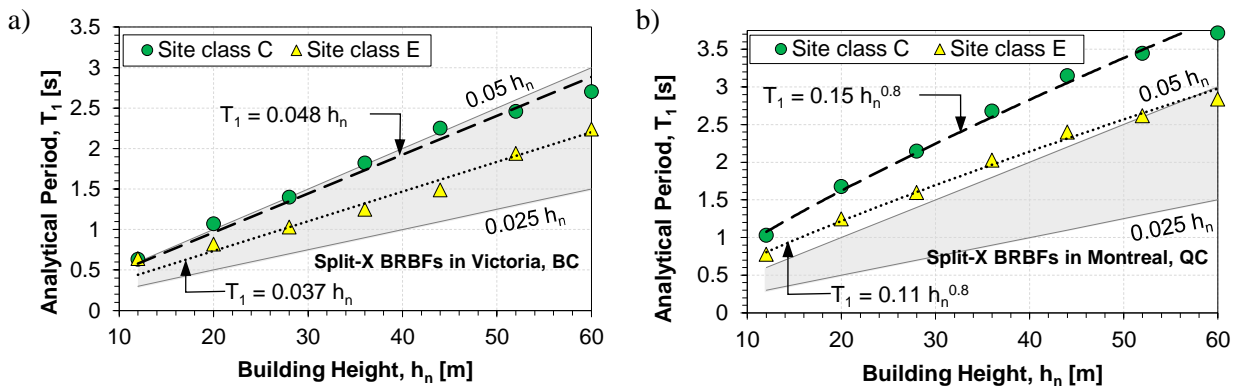 a)
Analytical Period, T₁ [s]
3.5
3
2.5
2
1.5
1
0.5
0
Site class C
Site class E
0.05 hₙ
T₁ = 0.048 hₙ
0.025 hₙ
Split-X BRBFs in Victoria, BC
T₁ = 0.037 hₙ
10 20 30 40 50 60
Building Height, hₙ [m]
b)
Analytical Period, T₁ [s]
3.5
3
2.5
2
1.5
1
0.5
0
Site class C
Site class E
T₁ = 0.15 hₙ^0.8
0.05 hₙ
0.025 hₙ
Split-X BRBFs in Montreal, QC
T₁ = 0.11 hₙ^0.8
10 20 30 40 50 60
Building Height, hₙ [m]